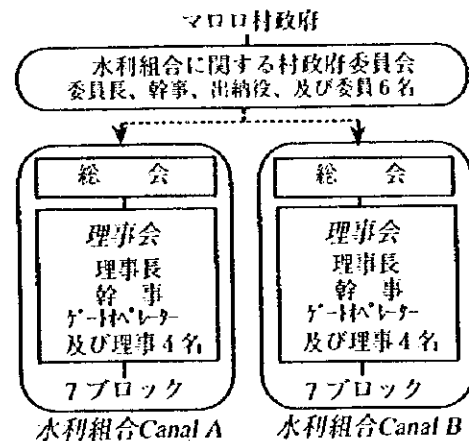 マロロ村政府
水利組合に関する村政府委員会
委員長、幹事、出納役、及び委員6名
総 会
理事会
理事長
幹 事
ゲートオペレーター
及び理事4名
7ブロック
水利組合Canal A
総 会
理事会
理事長
幹 事
ゲートオペレーター
及び理事4名
7ブロック
水利組合Canal B